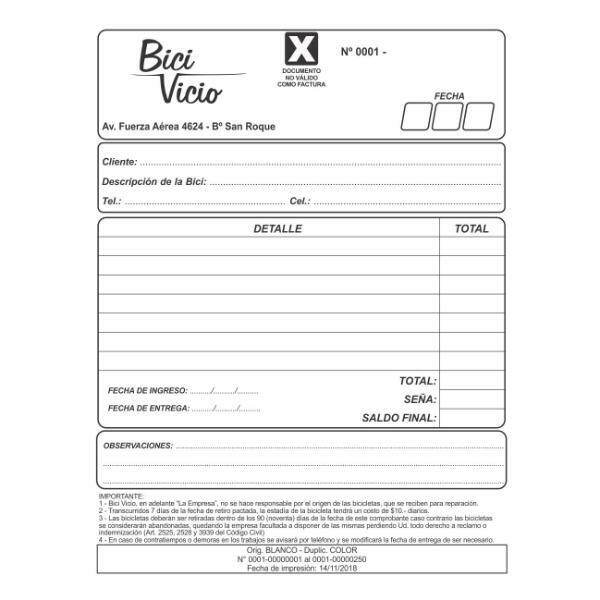 Bici
Vicio
X
DOCUMENTO
NO VÁLIDO
COMO FACTURA
Nº 0001 -
FECHA
Av. Fuerza Aérea 4624 - Bº San Roque
Cliente:
Descripción de la Bici:
Tel.: Cel.:
DETALLE TOTAL
TOTAL:
FECHA DE INGRESO: ........./........./.........
SEÑA:
FECHA DE ENTREGA: ........./........./.........
SALDO FINAL:
OBSERVACIONES:
IMPORTANTE:
1 - Bici Vicio, en adelante "La Empresa", no se hace responsable por el origen de las bicicletas, que se reciben para reparación.
2 - Transcurridos 7 días de la fecha de retiro pactada, la estadía de la bicicleta tendrá un costo de $10.- diarios.
3 - Las bicicletas deberán ser retiradas dentro de los 90 (noventa) días de la fecha de este comprobante caso contrario las bicicletas
se considerarán abandonadas, quedando la empresa facultada a disponer de las mismas perdiendo Ud. todo derecho a reclamo o
indemnización (Art. 2525, 2528 y 3939 del Código Civil)
4 - En caso de contratiempos o demoras en los trabajos se avisará por teléfono y se modificará la fecha de entrega de ser necesario.
Orig. BLANCO - Duplic. COLOR
N° 0001-00000001 al 0001-00000250
Fecha de impresión: 14/11/2018